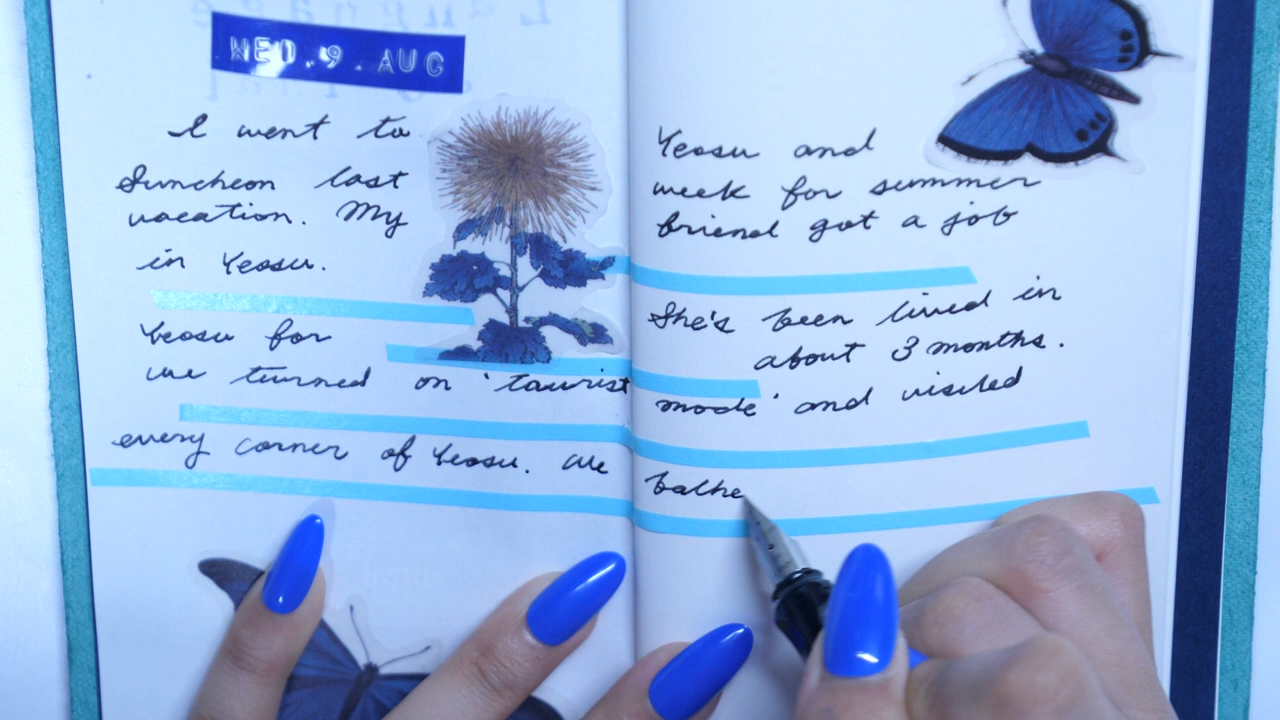 WED.9.AUG
I went to Yeosu and
Suncheon last week for summer
vacation. My friend got a job
in Yeosu. She's been lived in
Yeosu for about 3 months.
we turned on 'tourist mode' and visited
every corner of Yeosu. We bathe